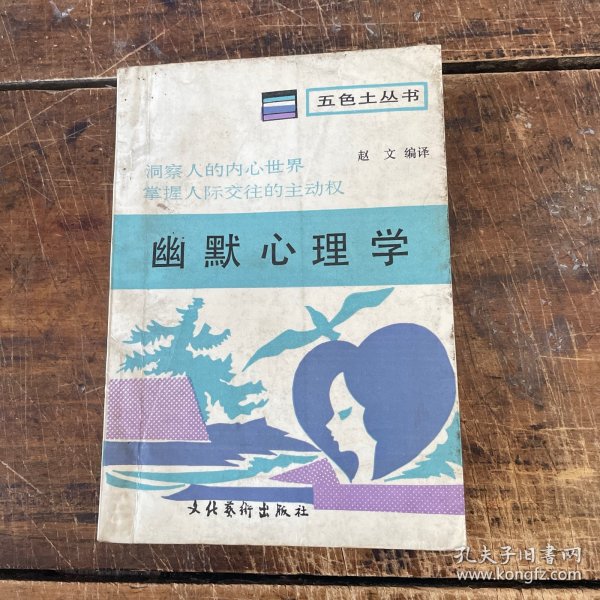 五色土丛书
赵 文 编译
洞察人的内心世界
掌握人际交往的主动权
幽默心理学
文化艺術出版社
孔夫子旧书网
www.kongfz.com